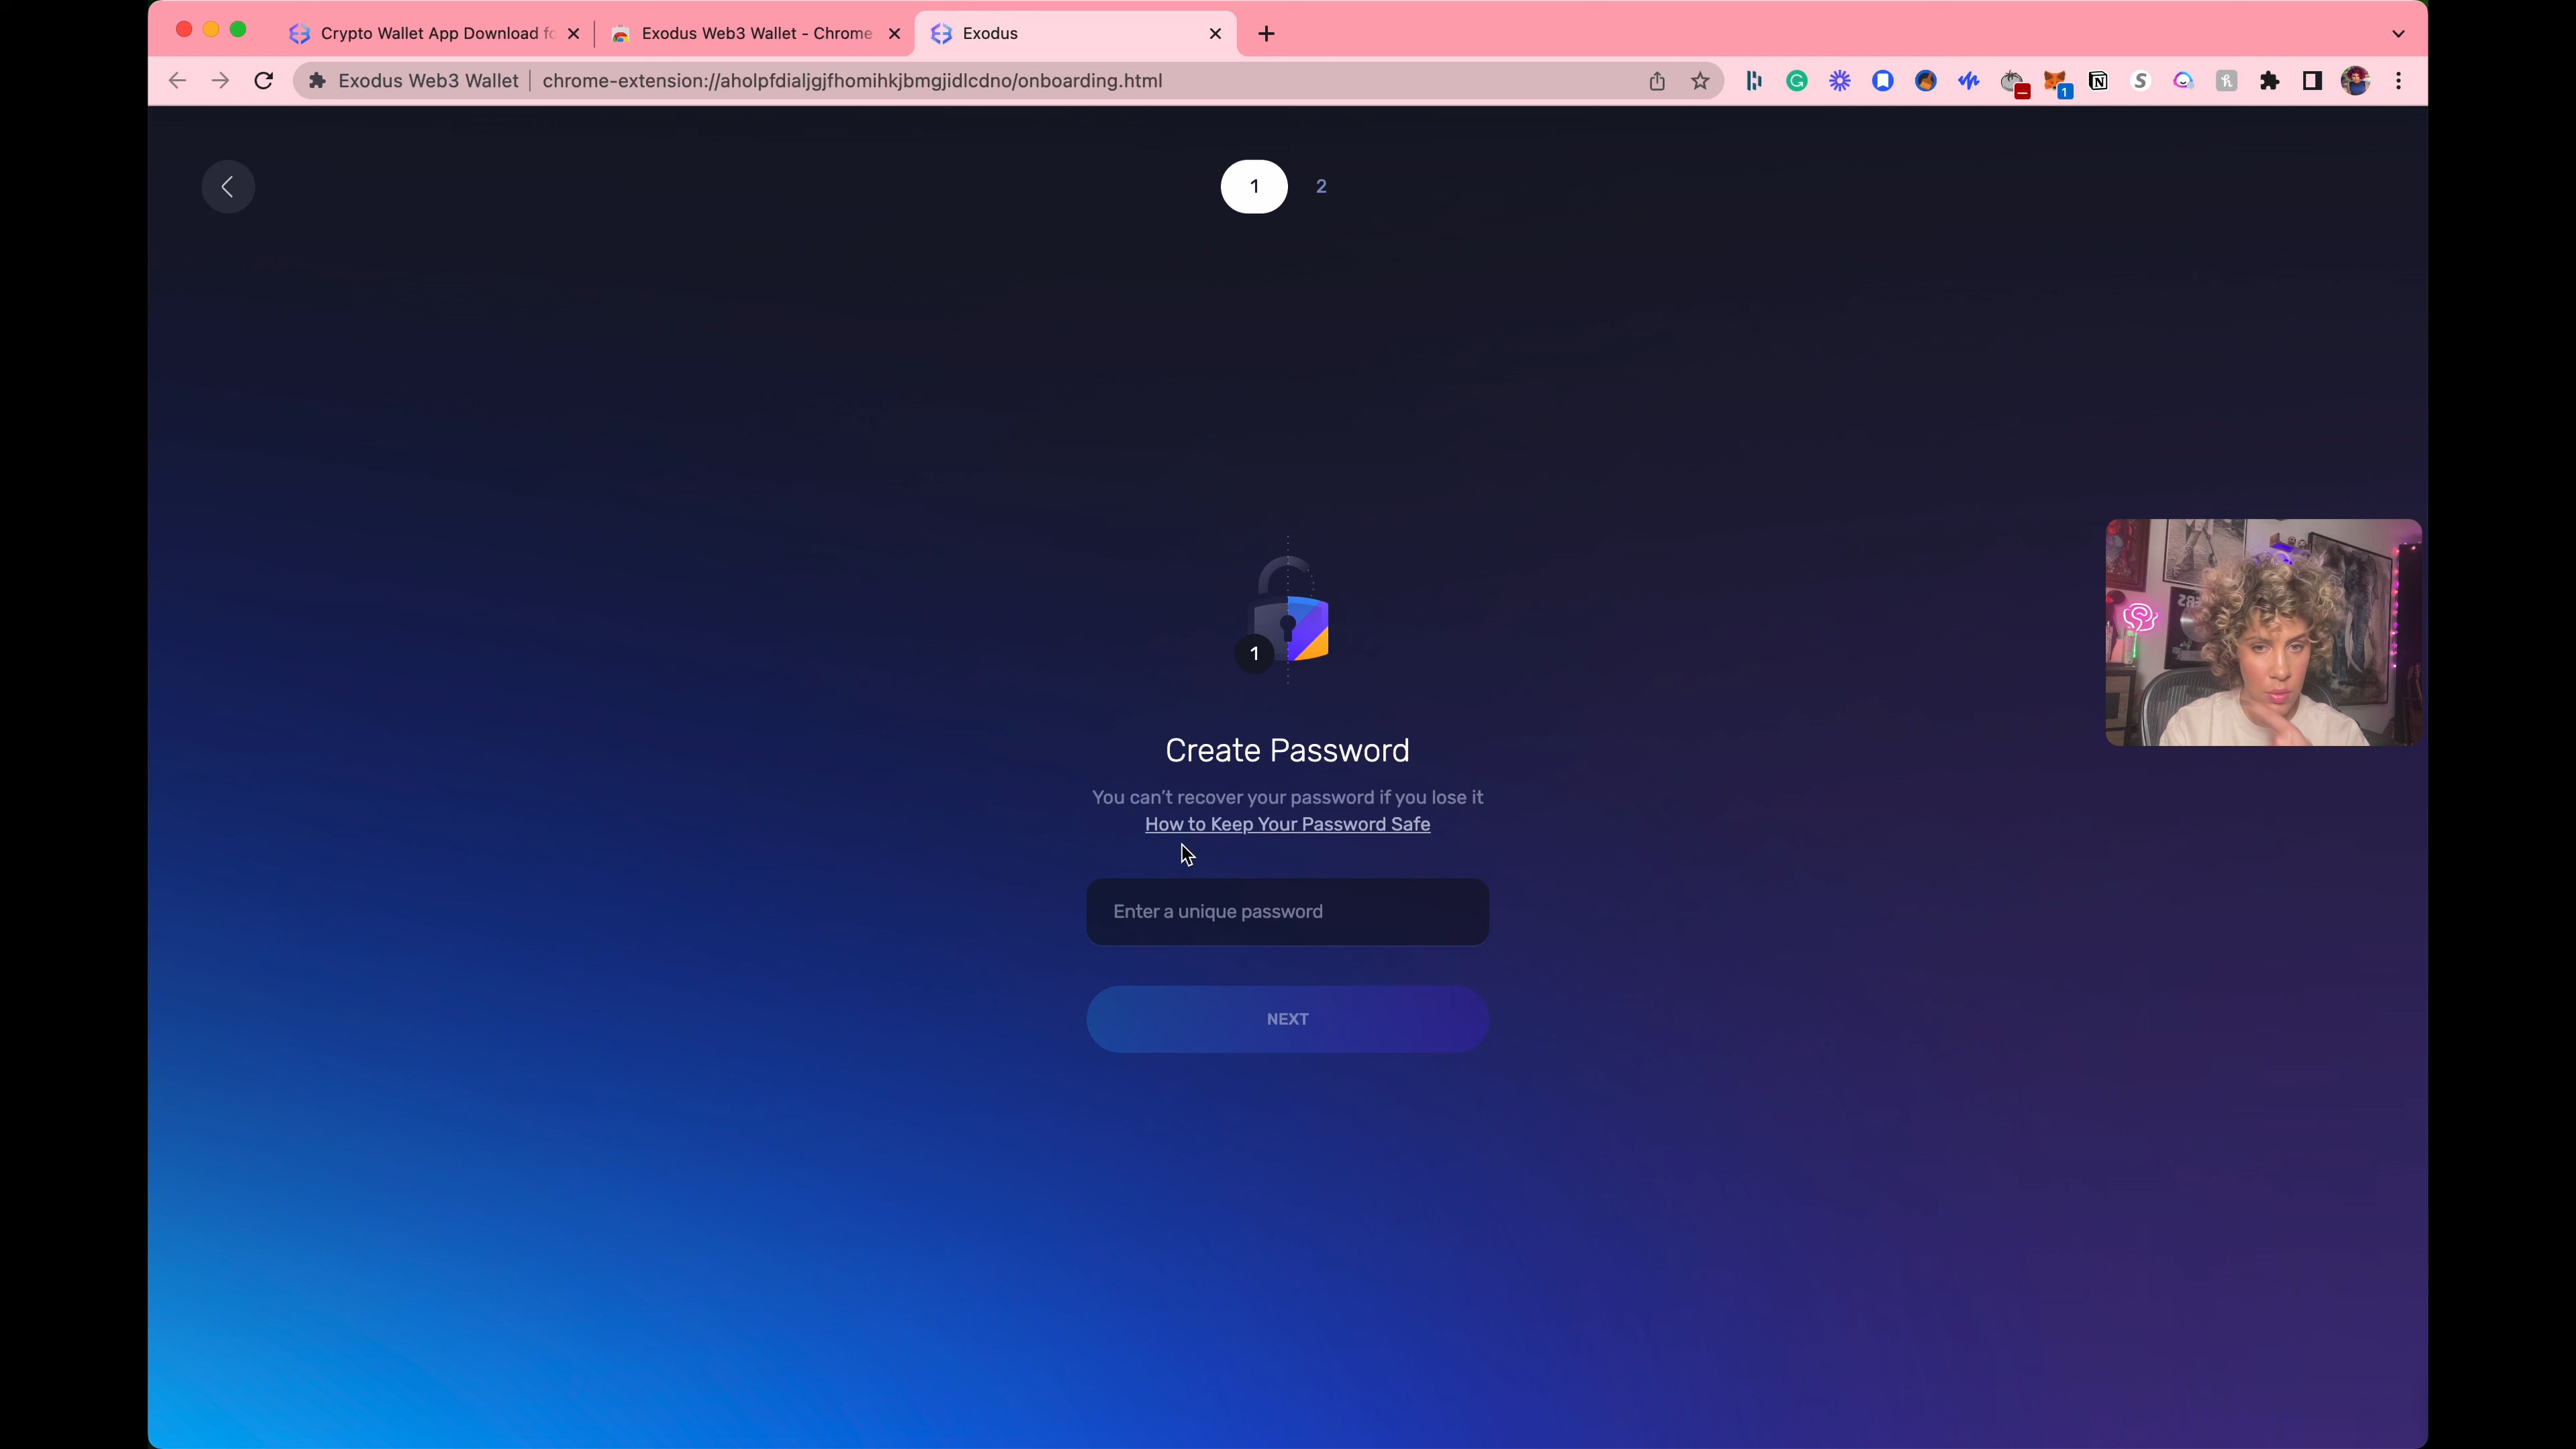 Crypto Wallet App Download fo
Exodus Web3 Wallet - Chrome
Exodus
Exodus Web3 Wallet
chrome-extension://aholpfdialjgjfhomihkjbmgjidlcdno/onboarding.html
1
1
2
1
Create Password
You can't recover your password if you lose it
How to Keep Your Password Safe
Enter a unique password
NEXT